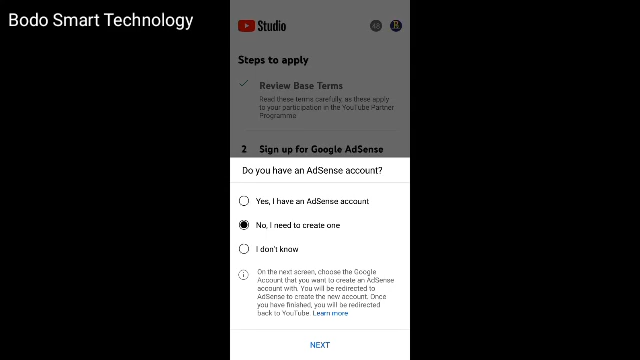 Bodo Smart Technology
Studio
Steps to apply
Review Base Terms
Read these terms carefully, as these apply
to your participation in the YouTube Partner
Programme
2 Sign up for Google AdSense
Do you have an AdSense account?
Yes, I have an AdSense account
No, I need to create one
I don't know
On the next screen, choose the Google
Account that you want to create an AdSense
account with. You will be redirected to
AdSense to create the new account. Once
you have finished, you will be redirected
back to YouTube. Learn more
NEXT